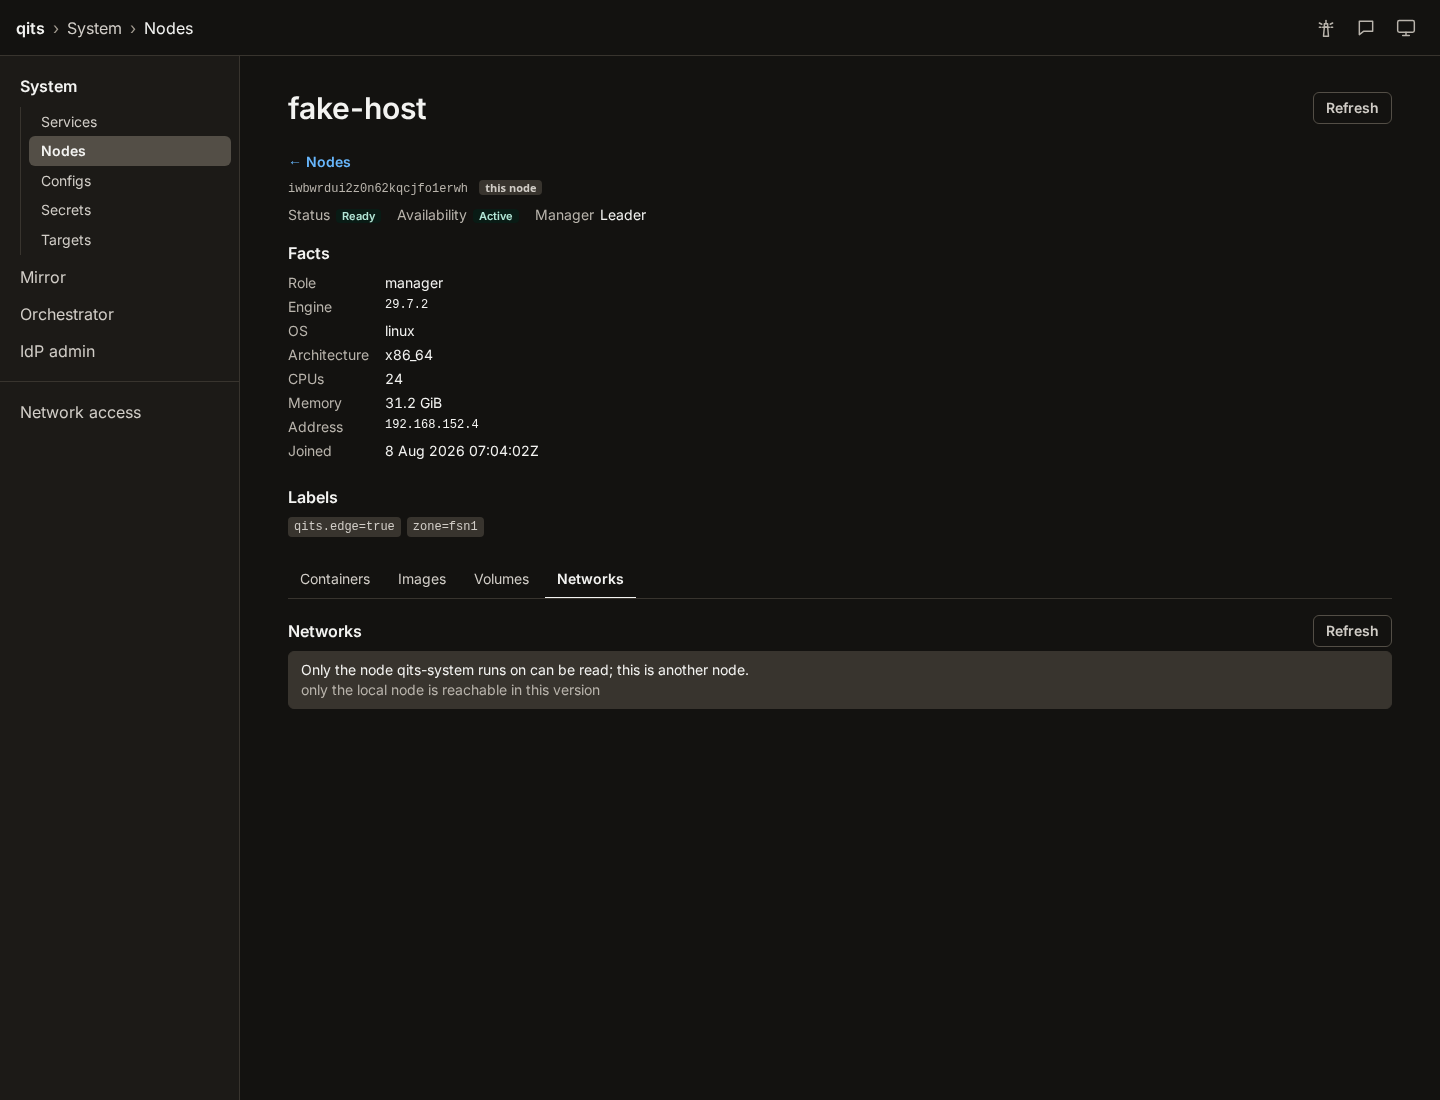 qits › System › Nodes
System
Services
Nodes
Configs
Secrets
Targets
Mirror
Orchestrator
IdP admin
Network access
fake-host
Refresh
← Nodes
iwbwrdui2z0n62kqcjfo1erwh this node
Status Ready Availability Active Manager Leader
Facts
Role manager
Engine 29.7.2
OS linux
Architecture x86_64
CPUs 24
Memory 31.2 GiB
Address 192.168.152.4
Joined 8 Aug 2026 07:04:02Z
Labels
qits.edge=true zone=fsn1
Containers Images Volumes Networks
Networks
Refresh
Only the node qits-system runs on can be read; this is another node.
only the local node is reachable in this version